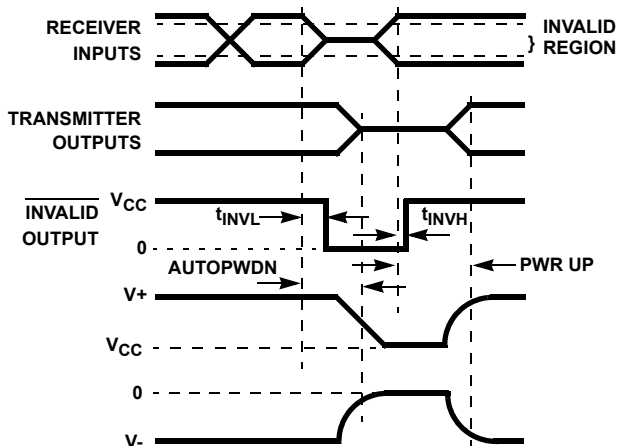 RECEIVER
INPUTS
INVALID
} REGION
TRANSMITTER
OUTPUTS
VCC
INVALID
OUTPUT
tINVL
tINVH
0
AUTOPWDN
PWR UP
V+
VCC
0
V-